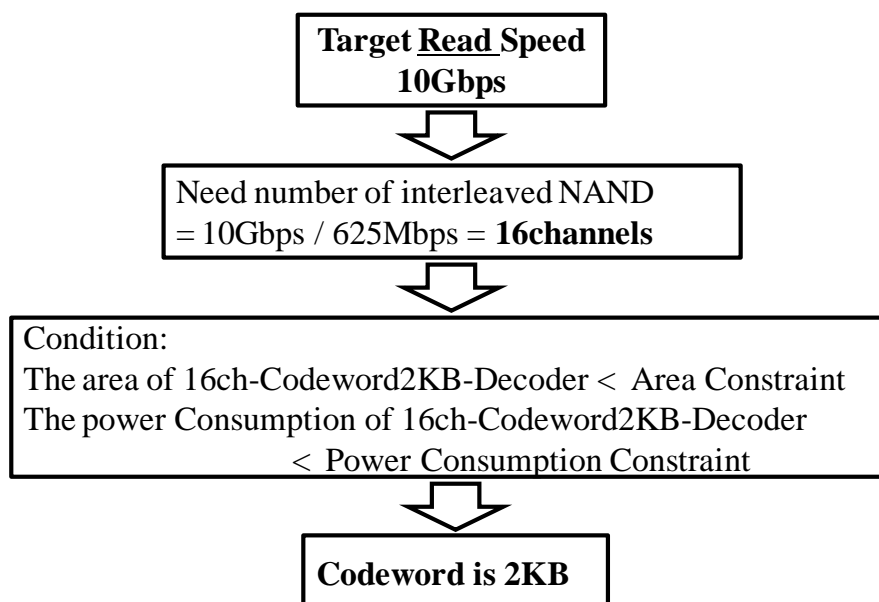 Target Read Speed
10Gbps
Need number of interleaved NAND
= 10Gbps / 625Mbps = 16channels
Condition:
The area of 16ch-Codeword2KB-Decoder < Area Constraint
The power Consumption of 16ch-Codeword2KB-Decoder
< Power Consumption Constraint
Codeword is 2KB